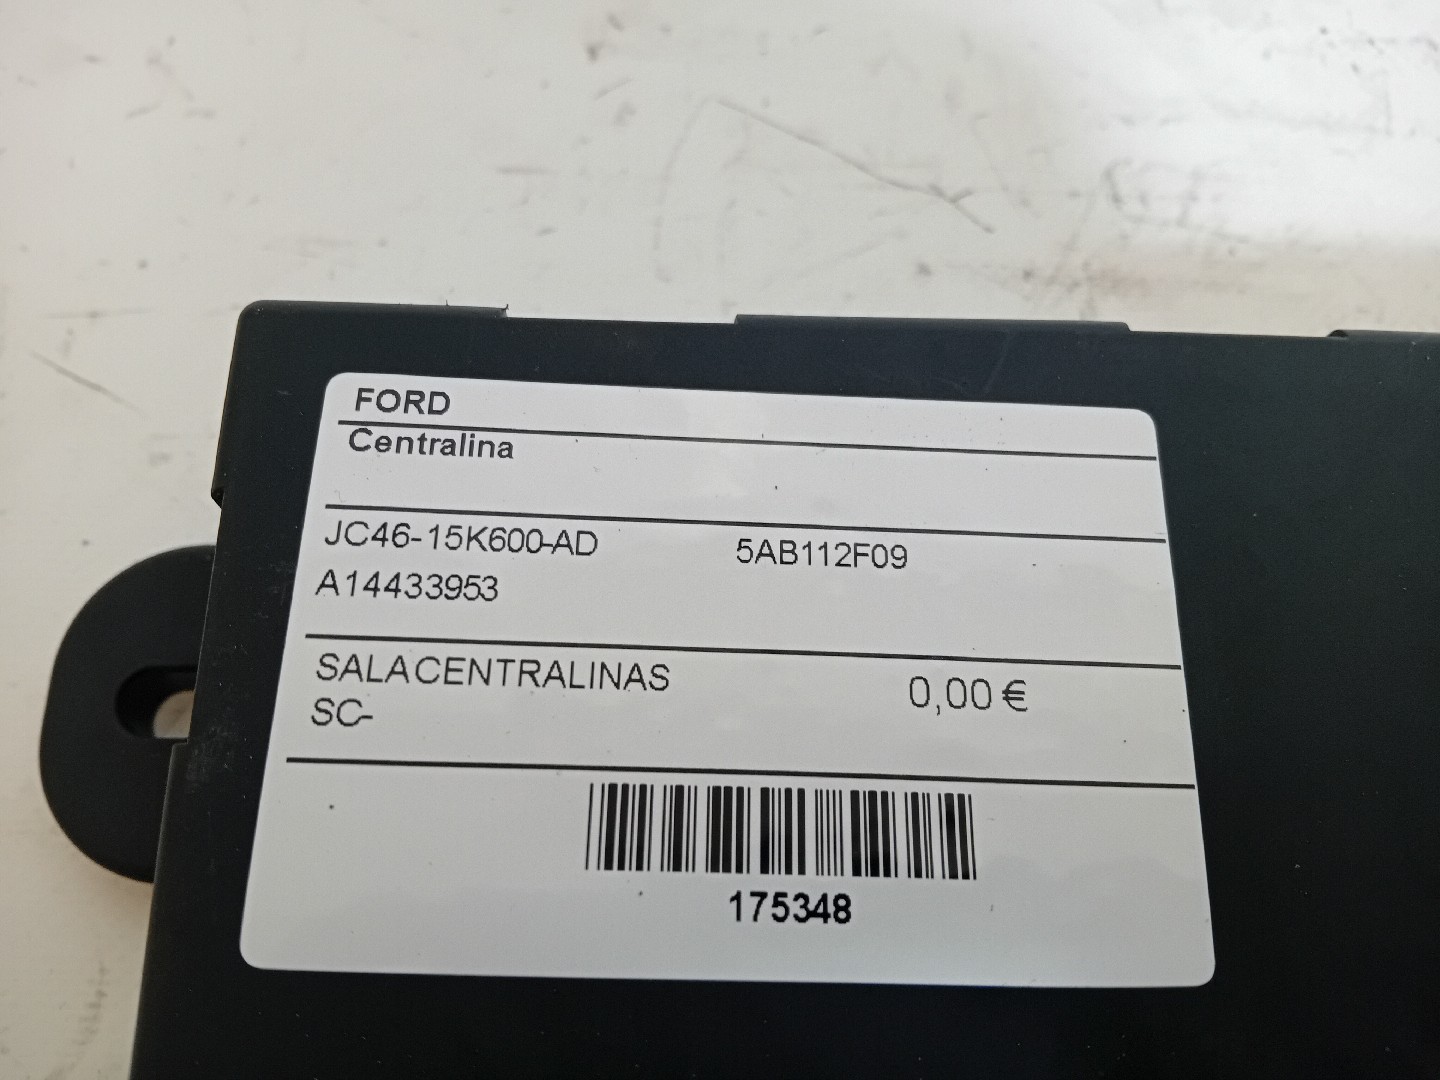 FORD
Centralina
JC46-15K600-AD 5AB112F09
A14433953
SALACENTRALINAS 0,00 €
SC-
175348